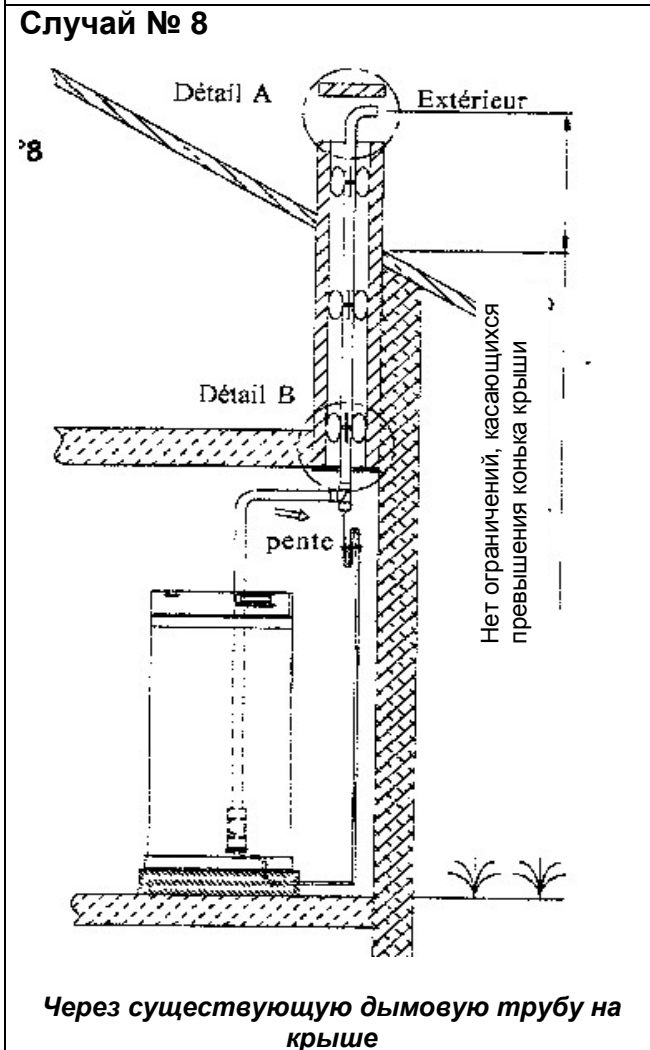 Случай № 8
Détail A
Extérieur
°8
Нет ограничений, касающихся
превышения конька крыши
Détail B
pente
Через существующую дымовую трубу на
крыше